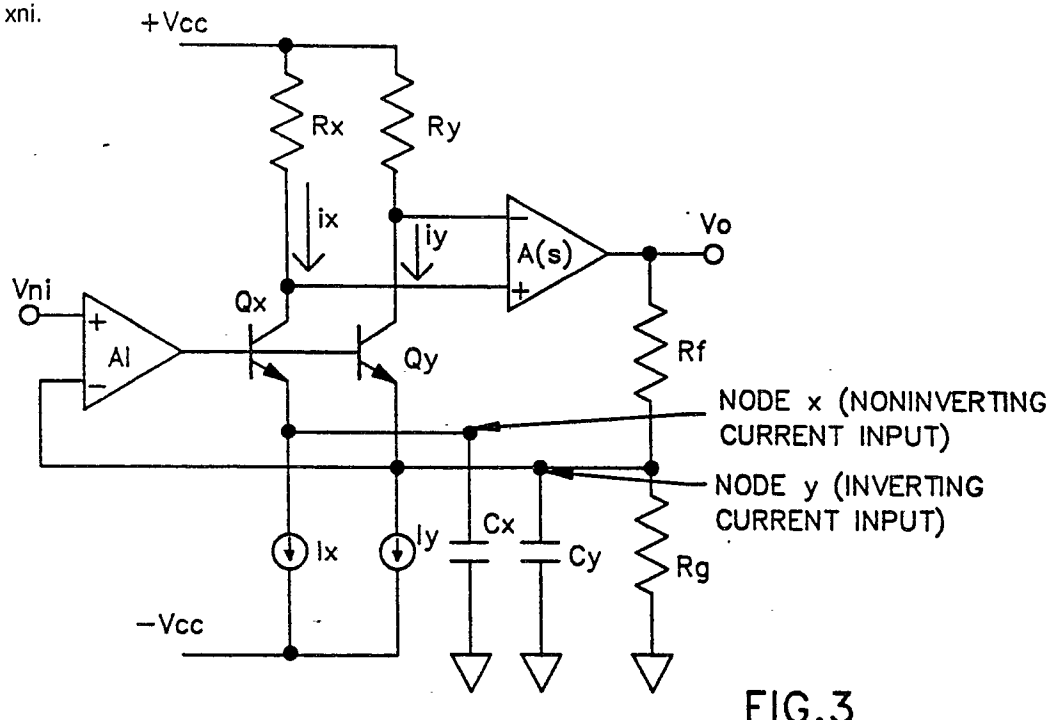 xni.
+Vcc
Rx
Ry
ix
iy
A(s)
−
+
Vo
Vni
+
−
AI
Qx
Qy
Rf
NODE x (NONINVERTING
CURRENT INPUT)
NODE y (INVERTING
CURRENT INPUT)
Ix
Iy
Cx
Cy
Rg
−Vcc
FIG.3